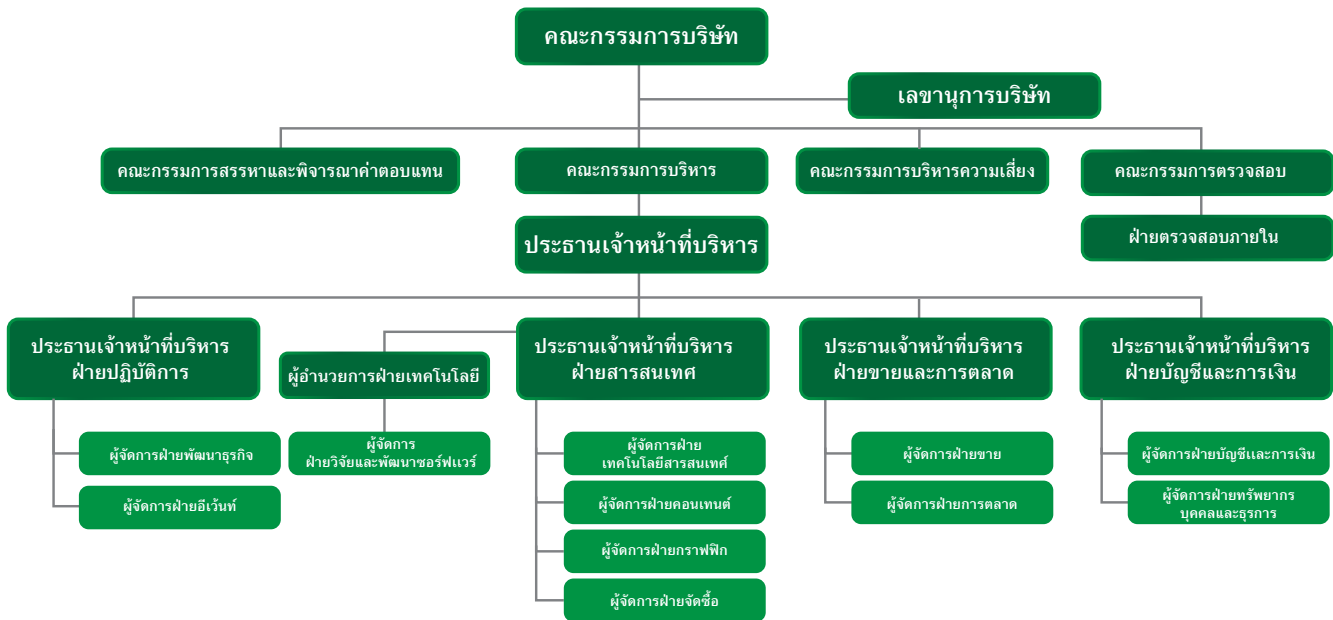 คณะกรรมการบริษัท
เลขานุการบริษัท
คณะกรรมการสรรหาและพิจารณาค่าตอบแทน
คณะกรรมการบริหาร
คณะกรรมการบริหารความเสี่ยง
คณะกรรมการตรวจสอบ
ประธานเจ้าหน้าที่บริหาร
ฝ่ายตรวจสอบภายใน
ประธานเจ้าหน้าที่บริหาร
ฝ่ายปฏิบัติการ
ผู้อำนวยการฝ่ายเทคโนโลยี
ประธานเจ้าหน้าที่บริหาร
ฝ่ายสารสนเทศ
ประธานเจ้าหน้าที่บริหาร
ฝ่ายขายและการตลาด
ประธานเจ้าหน้าที่บริหาร
ฝ่ายบัญชีและการเงิน
ผู้จัดการฝ่ายพัฒนาธุรกิจ
ผู้จัดการ
ฝ่ายวิจัยและพัฒนาซอร์ฟแวร์
ผู้จัดการฝ่าย
เทคโนโลยีสารสนเทศ
ผู้จัดการฝ่ายขาย
ผู้จัดการฝ่ายบัญชีและการเงิน
ผู้จัดการฝ่ายอีเว้นท์
ผู้จัดการฝ่ายคอนเทนต์
ผู้จัดการฝ่ายการตลาด
ผู้จัดการฝ่ายทรัพยากร
บุคคลและธุรการ
ผู้จัดการฝ่ายกราฟฟิก
ผู้จัดการฝ่ายจัดซื้อ